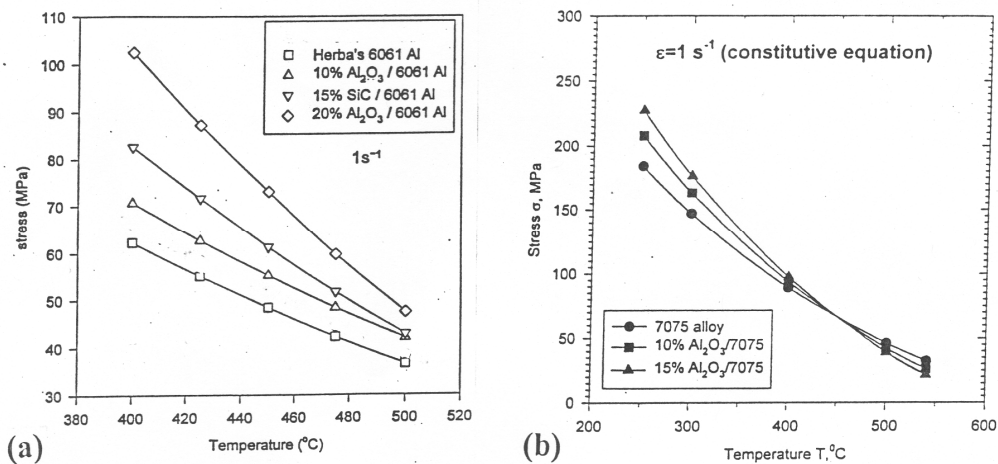 110
100
90
80
70
60
50
40
30
stress (MPa)
Herba's 6061 Al
10% Al₂O₃ / 6061 Al
15% SiC / 6061 Al
20% Al₂O₃ / 6061 Al
1s⁻¹
380 400 420 440 460 480 500 520
Temperature (°C)
(a)
300
250
200
150
100
50
0
Stress σ, MPa
ε=1 s⁻¹ (constitutive equation)
7075 alloy
10% Al₂O₃/7075
15% Al₂O₃/7075
200 300 400 500 600
Temperature T,⁰C
(b)